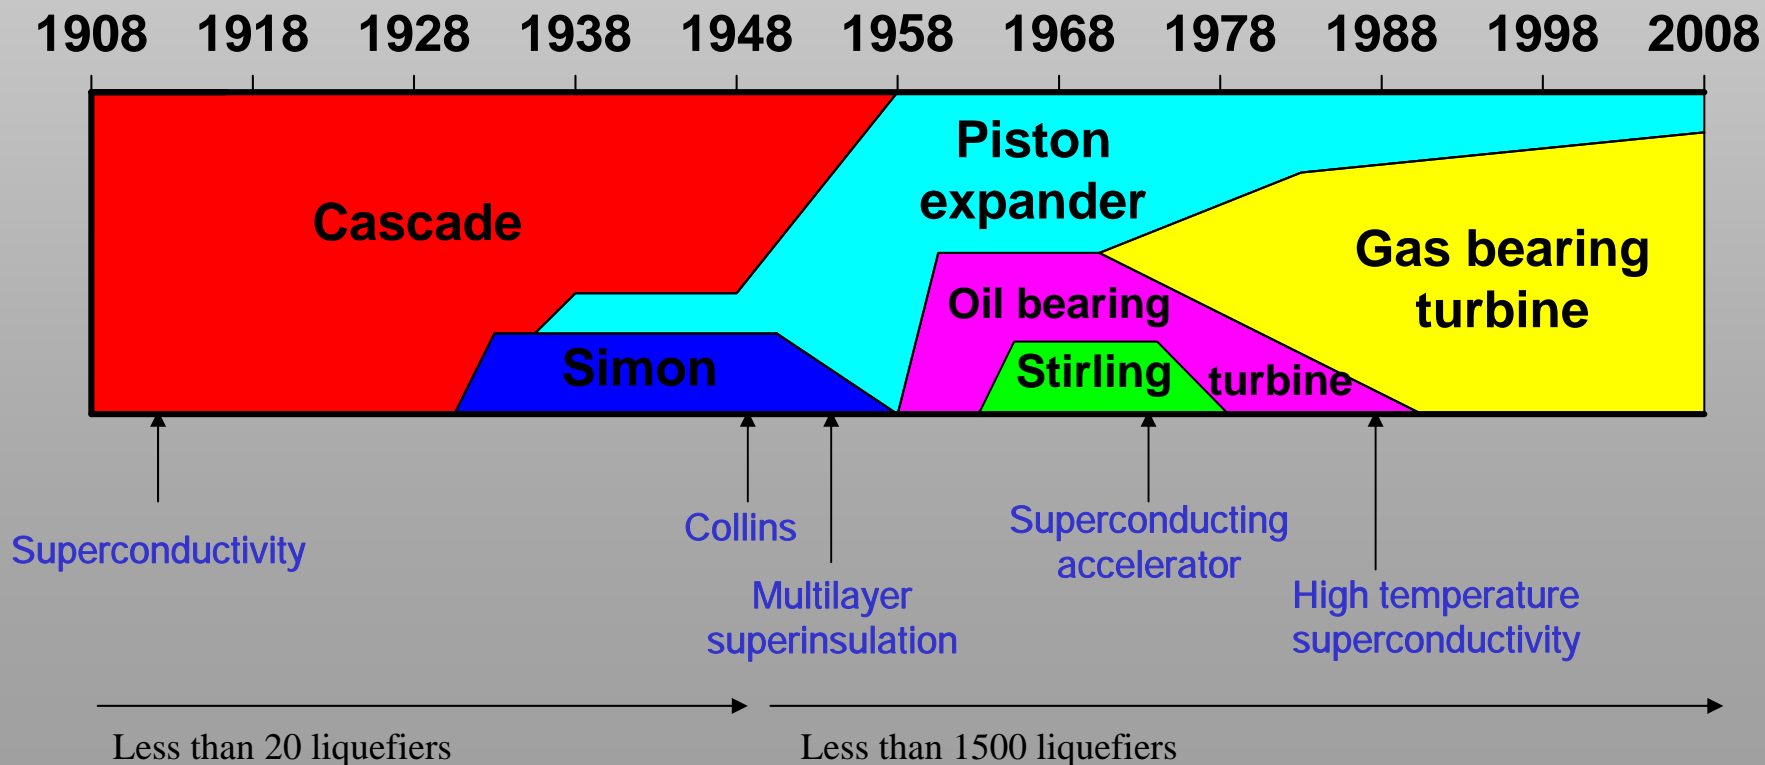 1908 1918 1928 1938 1948 1958 1968 1978 1988 1998 2008
Piston
expander
Cascade
Gas bearing
turbine
Oil bearing
turbine
Simon
Stirling
Superconductivity
Collins
Multilayer
superinsulation
Superconducting
accelerator
High temperature
superconductivity
Less than 20 liquefiers
Less than 1500 liquefiers